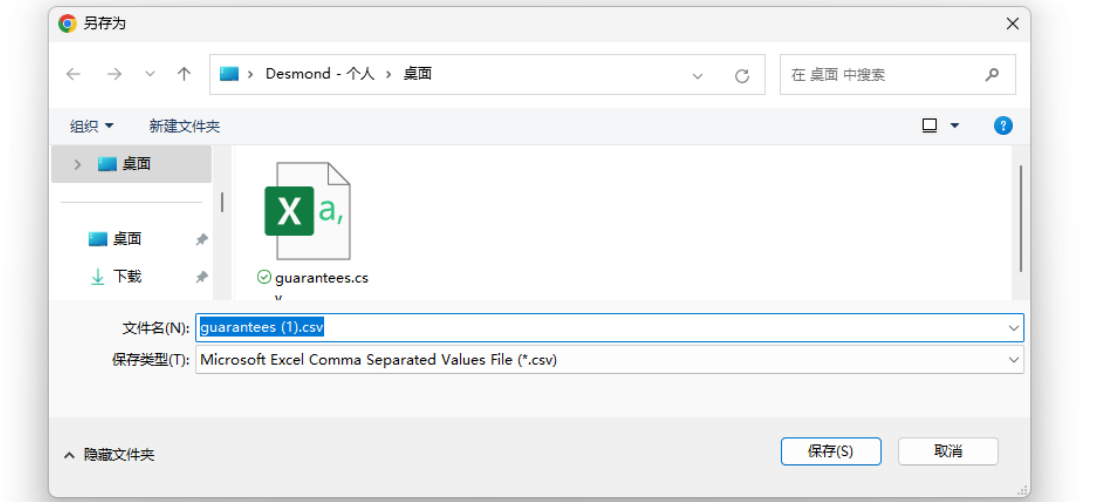 另存为
Desmond - 个人 › 桌面
在 桌面 中搜索
组织 新建文件夹
桌面
桌面
下载
a,
guarantees.cs
v
文件名(N): guarantees (1).csv
保存类型(T): Microsoft Excel Comma Separated Values File (*.csv)
隐藏文件夹 保存(S) 取消